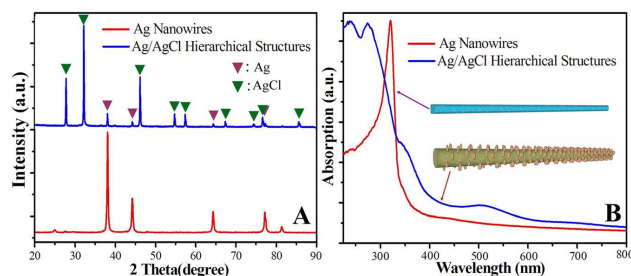 Ag Nanowires
Ag/AgCl Hierarchical Structures
: Ag
: AgCl
Intensity (a.u.)
A
20 30 40 50 60 70 80 90
2 Theta(degree)
Ag Nanowires
Ag/AgCl Hierarchical Structures
Absorption (a.u.)
B
300 400 500 600 700 800
Wavelength (nm)